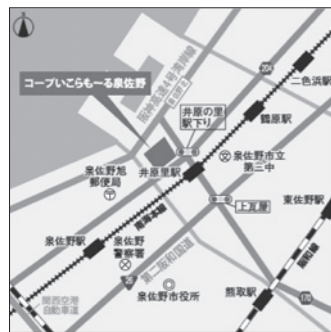 204
二色浜駅
阪神高速4号湾岸線
コープいこらも~る泉佐野
鶴原駅
井原の里
駅下り
泉佐野市立
第三中
泉佐野旭
郵便局
井原里駅
上瓦屋
東佐野駅
南海本線
泉佐野駅
泉佐野
警察署
第二阪和国道
阪和線
26
泉佐野市役所
熊取駅
170
関西空港
自動車道